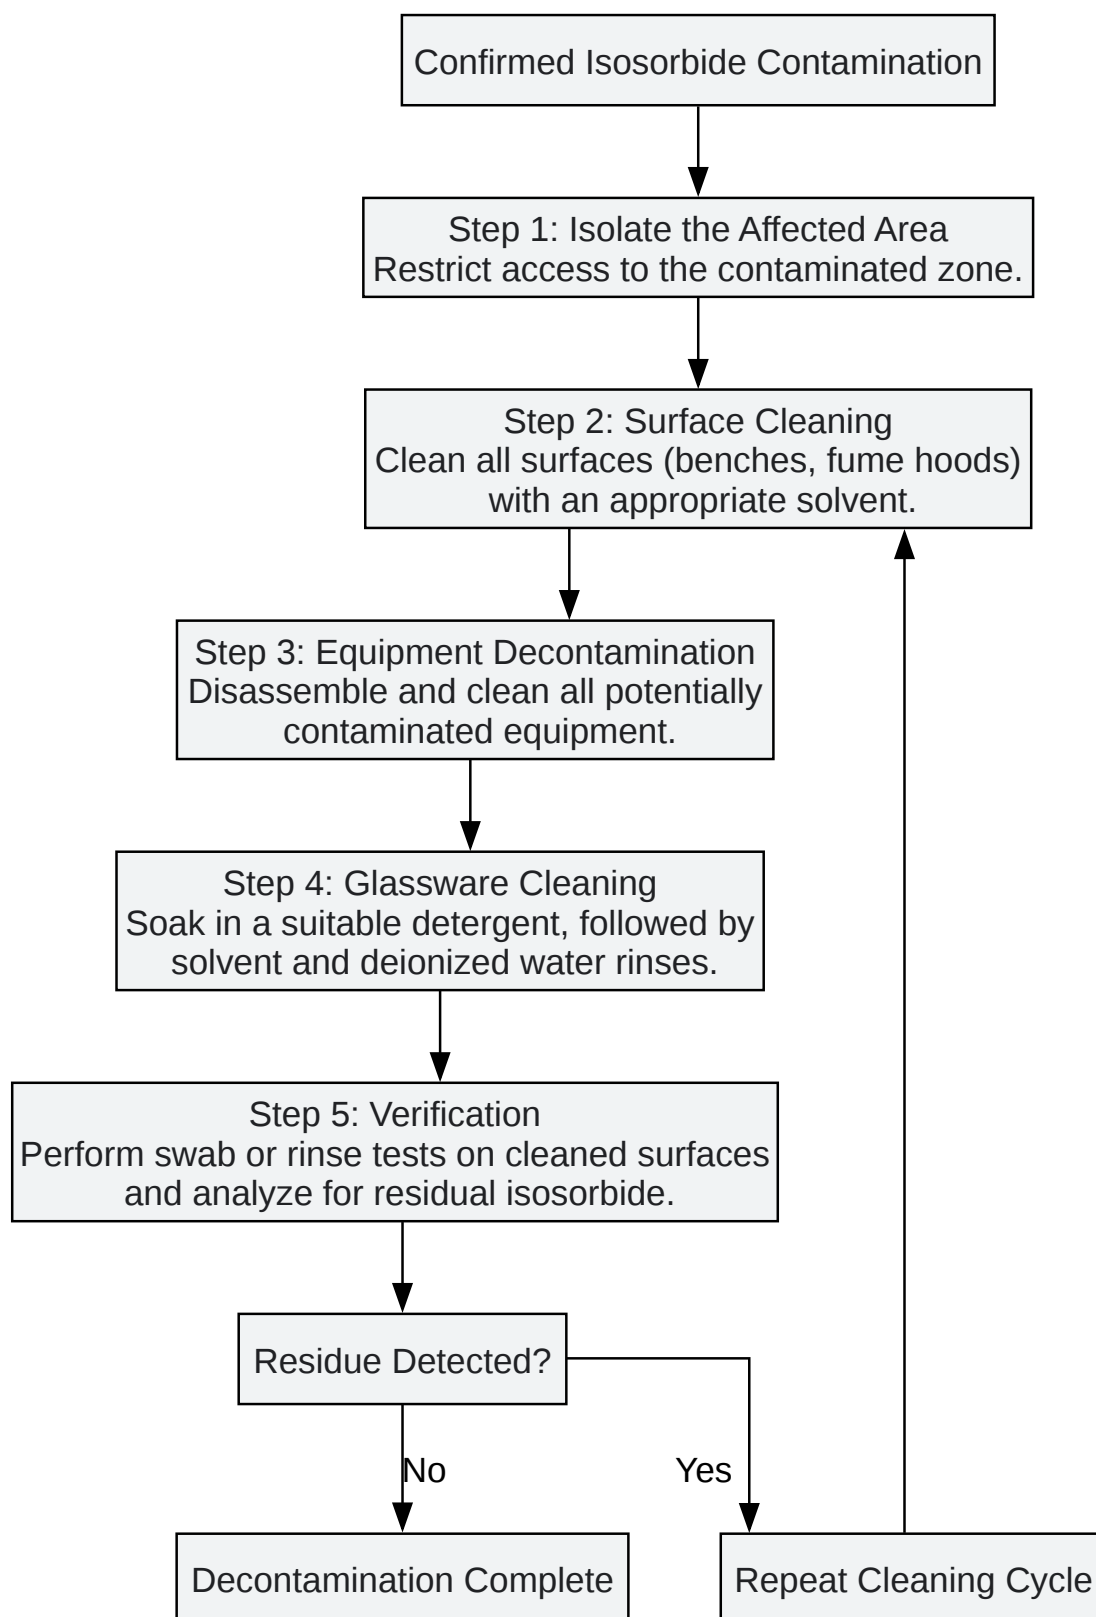 Confirmed Isosorbide Contamination
Step 1: Isolate the Affected Area
Restrict access to the contaminated zone.
Step 2: Surface Cleaning
Clean all surfaces (benches, fume hoods)
with an appropriate solvent.
Step 3: Equipment Decontamination
Disassemble and clean all potentially
contaminated equipment.
Step 4: Glassware Cleaning
Soak in a suitable detergent, followed by
solvent and deionized water rinses.
Step 5: Verification
Perform swab or rinse tests on cleaned surfaces
and analyze for residual isosorbide.
Residue Detected?
No
Yes
Decontamination Complete
Repeat Cleaning Cycle